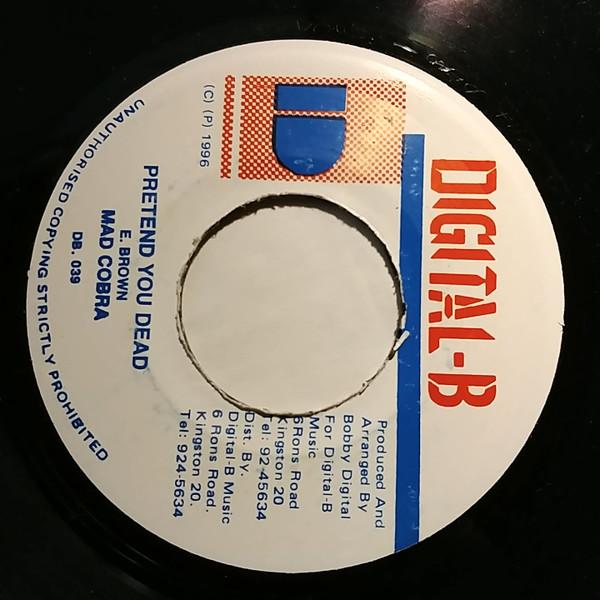 DIGITAL-B
D
(C) (P) 1996
Produced And
Arranged By
Bobby Digital
For Digital-B
Music
6 Rons Road
Kingston 20
Tel: 92 45634
Dist. By.
Digital-B Music
6 Rons Road.
Kingston 20.
Tel: 924-5634
PRETEND YOU DEAD
E. BROWN
MAD COBRA
DB. 039
UNAUTHORISED COPYING STRICTLY PROHIBITED